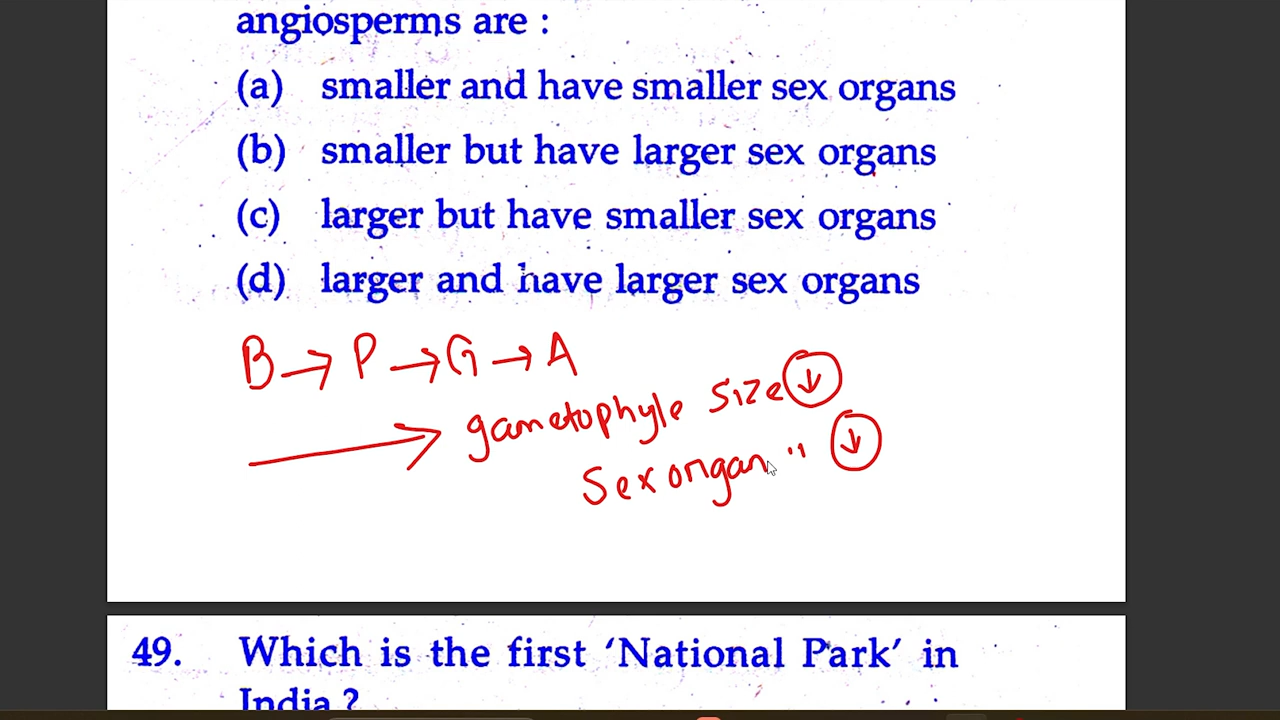 angiosperms are :
(a) smaller and have smaller sex organs
(b) smaller but have larger sex organs
(c) larger but have smaller sex organs
(d) larger and have larger sex organs
B → P → G → A
→ gametophyle size ↓
Sex organ " ↓
49. Which is the first ‘National Park’ in
India ?